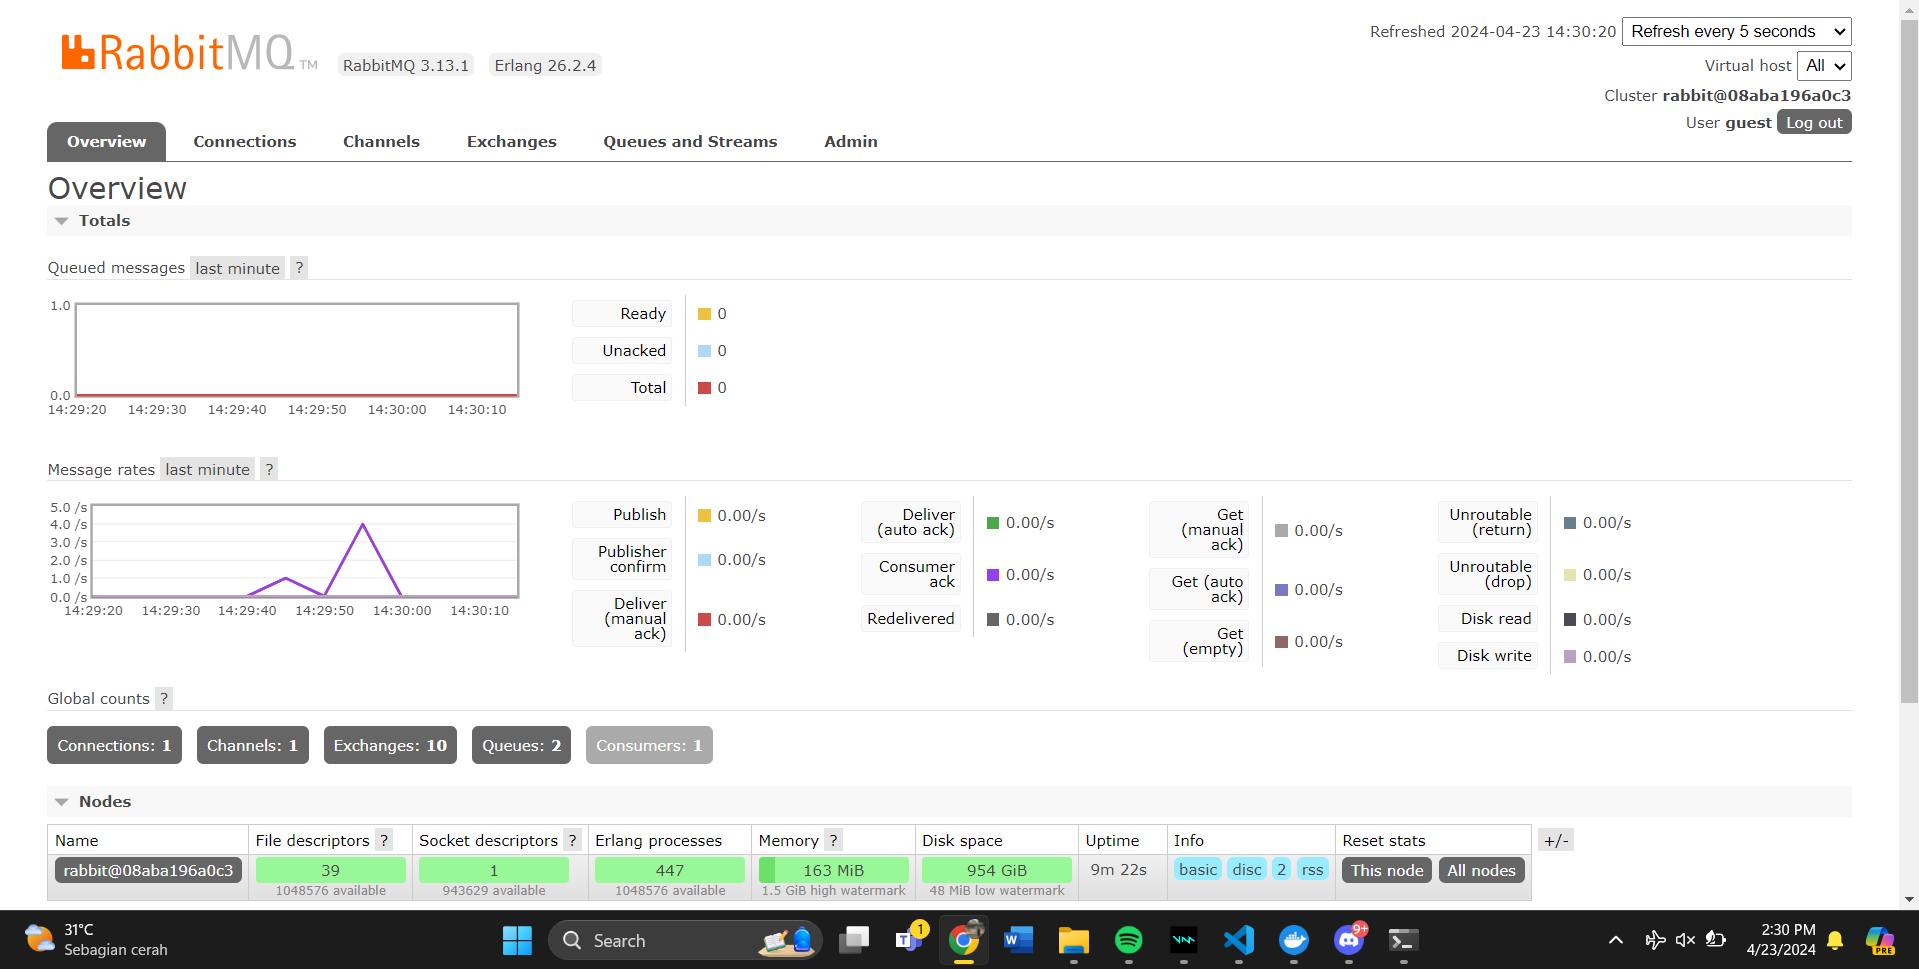 RabbitMQ TM
RabbitMQ 3.13.1
Erlang 26.2.4
Refreshed 2024-04-23 14:30:20
Refresh every 5 seconds
Virtual host
All
Cluster rabbit@08aba196a0c3
User guest
Log out
Overview
Connections
Channels
Exchanges
Queues and Streams
Admin
Overview
Totals
Queued messages last minute ?
1.0
0.0
14:29:20 14:29:30 14:29:40 14:29:50 14:30:00 14:30:10
Ready 0
Unacked 0
Total 0
Message rates last minute ?
5.0 /s
4.0 /s
3.0 /s
2.0 /s
1.0 /s
0.0 /s
14:29:20 14:29:30 14:29:40 14:29:50 14:30:00 14:30:10
Publish 0.00/s
Publisher
confirm 0.00/s
Deliver
(manual
ack) 0.00/s
Deliver
(auto ack) 0.00/s
Consumer
ack 0.00/s
Redelivered 0.00/s
Get
(manual
ack) 0.00/s
Get (auto
ack) 0.00/s
Get
(empty) 0.00/s
Unroutable
(return) 0.00/s
Unroutable
(drop) 0.00/s
Disk read 0.00/s
Disk write 0.00/s
Global counts ?
Connections: 1
Channels: 1
Exchanges: 10
Queues: 2
Consumers: 1
Nodes
Name File descriptors ? Socket descriptors ? Erlang processes Memory ? Disk space Uptime Info Reset stats +/-
rabbit@08aba196a0c3 39 1 447 163 MiB 954 GiB 9m 22s basic disc 2 rss This node All nodes
1048576 available 943629 available 1048576 available 1.5 GiB high watermark 48 MiB low watermark
31°C
Sebagian cerah
Search
1
9+
2:30 PM
4/23/2024
PRE